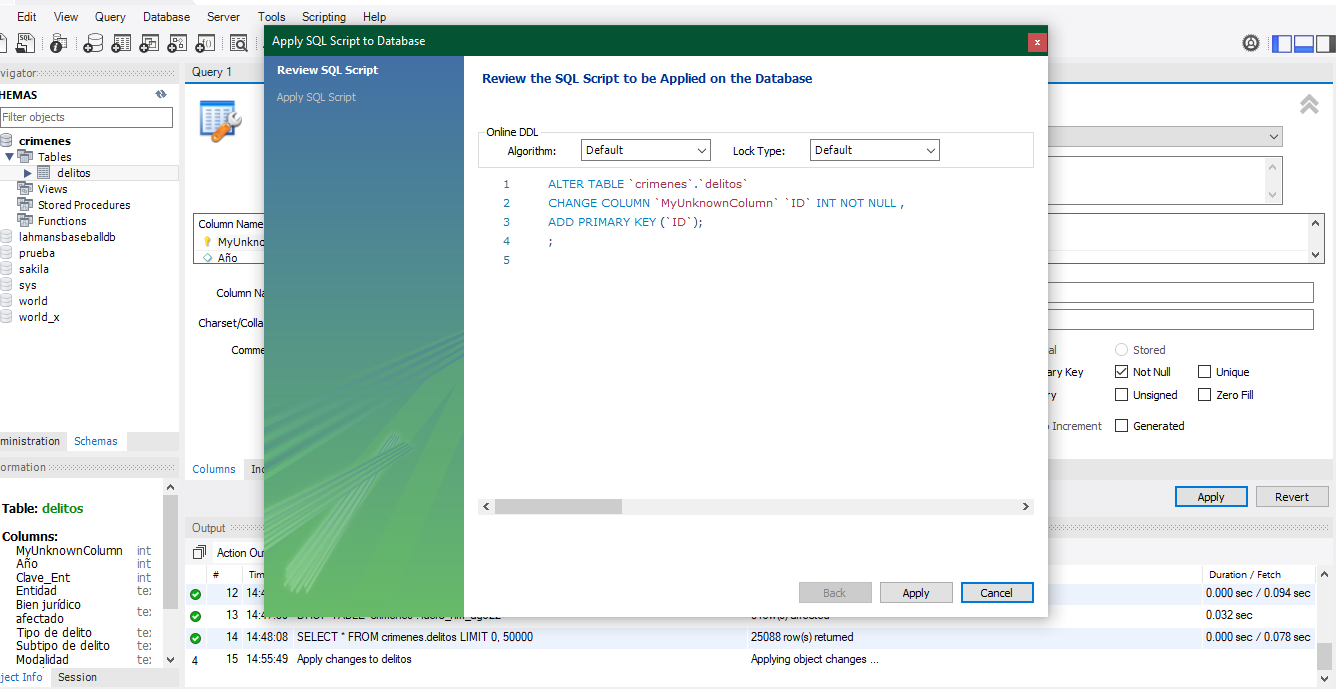 Edit View Query Database Server Tools Scripting Help
SQL
vigator
Query 1
HEMAS
Filter objects
crimenes
Tables
delitos
Views
Stored Procedures
Functions
lahmansbaseballdb
prueba
sakila
sys
world
world_x
ministration Schemas
ormation
Table: delitos
Columns:
MyUnknownColumn int
Año int
Clave_Ent int
Entidad te
Bien jurídico
afectado te
Tipo de delito te
Subtipo de delito te
Modalidad te
ject Info Session
Column Name
MyUnkno
Año
Column Na
Charset/Colla
Comme
Columns Ind
Apply SQL Script to Database
x
Review SQL Script
Apply SQL Script
Review the SQL Script to be Applied on the Database
Online DDL
Algorithm: Default Lock Type: Default
1 ALTER TABLE `crimenes`.`delitos`
2 CHANGE COLUMN `MyUnknownColumn` `ID` INT NOT NULL ,
3 ADD PRIMARY KEY (`ID`);
4 ;
5
Back Apply Cancel
al Stored
ary Key Not Null Unique
ry Unsigned Zero Fill
Increment Generated
Apply Revert
Output
Action Ou
# Tim Duration / Fetch
12 14:4 0.000 sec / 0.094 sec
13 14:4 0.032 sec
14 14:48:08 SELECT * FROM crimenes.delitos LIMIT 0, 50000 25088 row(s) returned 0.000 sec / 0.078 sec
4 15 14:55:49 Apply changes to delitos Applying object changes ...